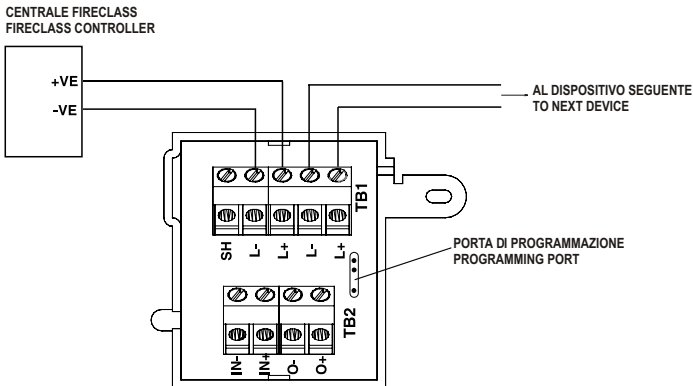 CENTRALE FIRECLASS
FIRECLASS CONTROLLER
+VE
-VE
AL DISPOSITIVO SEGUENTE
TO NEXT DEVICE
TB1
SH
L-
L+
L-
L+
PORTA DI PROGRAMMAZIONE
PROGRAMMING PORT
TB2
IN-
IN+
O-
O+